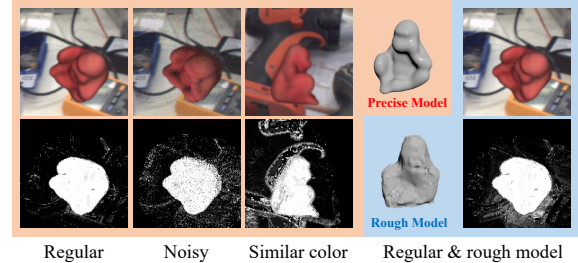 Precise Model
Rough Model
Regular
Noisy
Similar color
Regular & rough model